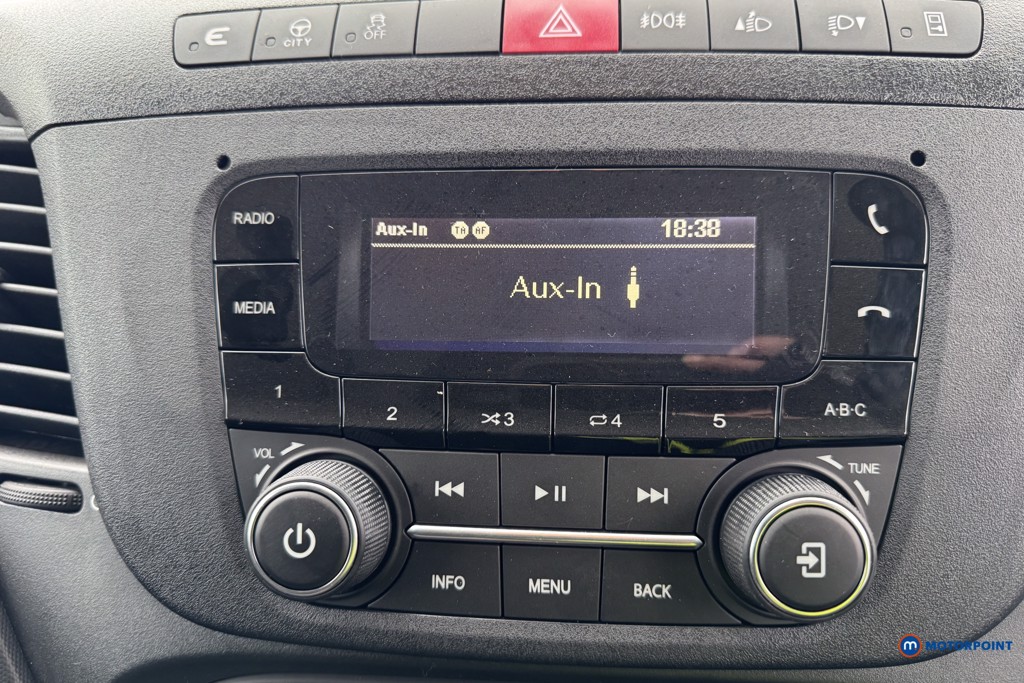 E CITY OFF
RADIO
MEDIA
Aux-In TA AF 18:38
Aux-In
1 2 3 4 5 A·B·C
VOL
TUNE
INFO MENU BACK
m MOTORPOINT